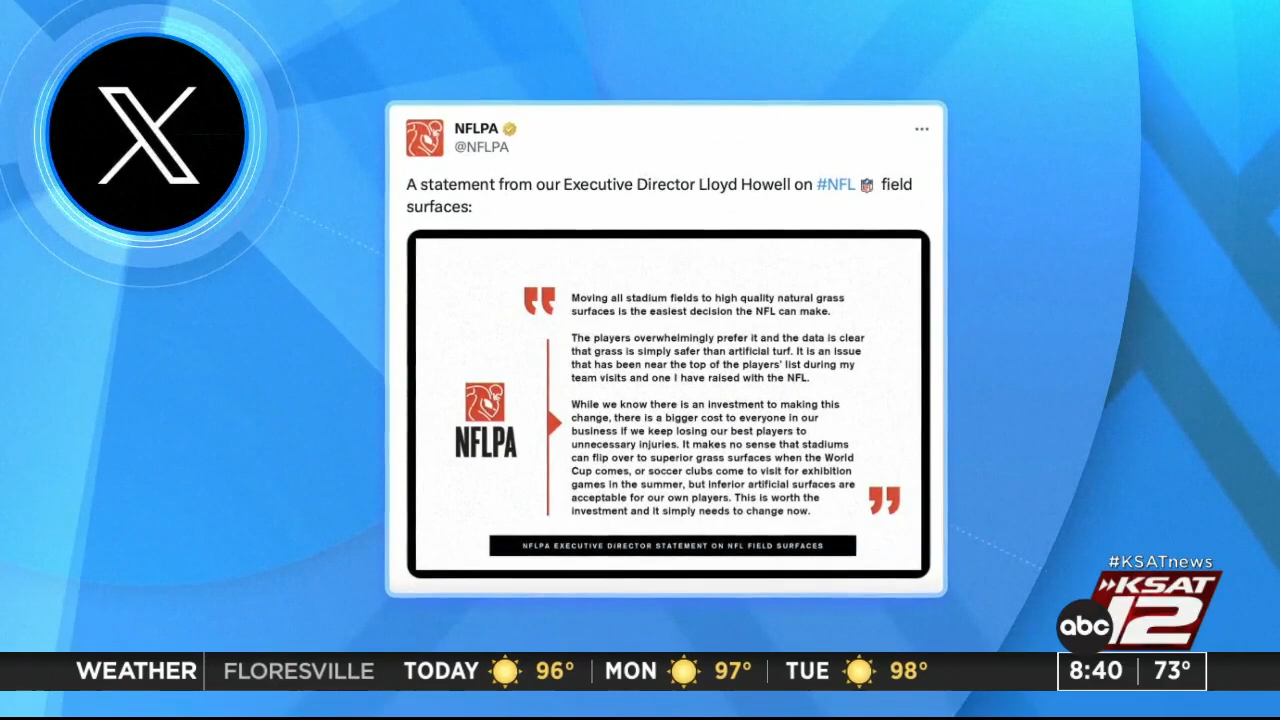 X
NFLPA
@NFLPA
A statement from our Executive Director Lloyd Howell on #NFL field
surfaces:
Moving all stadium fields to high quality natural grass
surfaces is the easiest decision the NFL can make.
The players overwhelmingly prefer it and the data is clear
that grass is simply safer than artificial turf. It is an issue
that has been near the top of the players' list during my
team visits and one I have raised with the NFL.
While we know there is an investment to making this
change, there is a bigger cost to everyone in our
business if we keep losing our best players to
unnecessary injuries. It makes no sense that stadiums
can flip over to superior grass surfaces when the World
Cup comes, or soccer clubs come to visit for exhibition
games in the summer, but inferior artificial surfaces are
acceptable for our own players. This is worth the
investment and it simply needs to change now.
NFLPA
NFLPA EXECUTIVE DIRECTOR STATEMENT ON NFL FIELD SURFACES
#KSATnews
KSAT
abc 12
WEATHER FLORESVILLE TODAY 96° MON 97° TUE 98° 8:40 73°